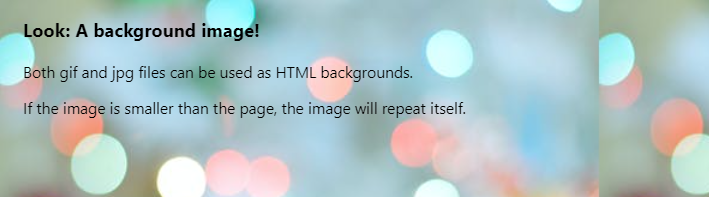 Look: A background image!
Both gif and jpg files can be used as HTML backgrounds.
If the image is smaller than the page, the image will repeat itself.